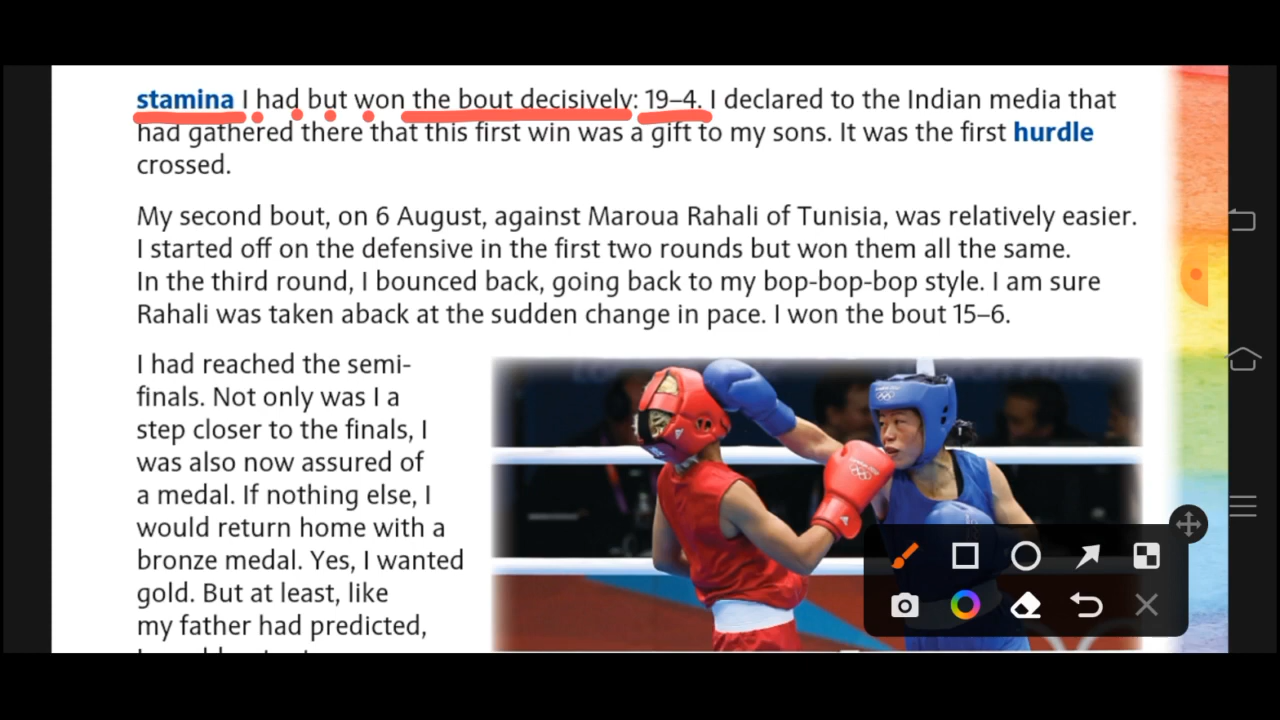 stamina I had but won the bout decisively: 19–4. I declared to the Indian media that
had gathered there that this first win was a gift to my sons. It was the first hurdle
crossed.
My second bout, on 6 August, against Maroua Rahali of Tunisia, was relatively easier.
I started off on the defensive in the first two rounds but won them all the same.
In the third round, I bounced back, going back to my bop-bop-bop style. I am sure
Rahali was taken aback at the sudden change in pace. I won the bout 15–6.
I had reached the semi-
finals. Not only was I a
step closer to the finals, I
was also now assured of
a medal. If nothing else, I
would return home with a
bronze medal. Yes, I wanted
gold. But at least, like
my father had predicted,